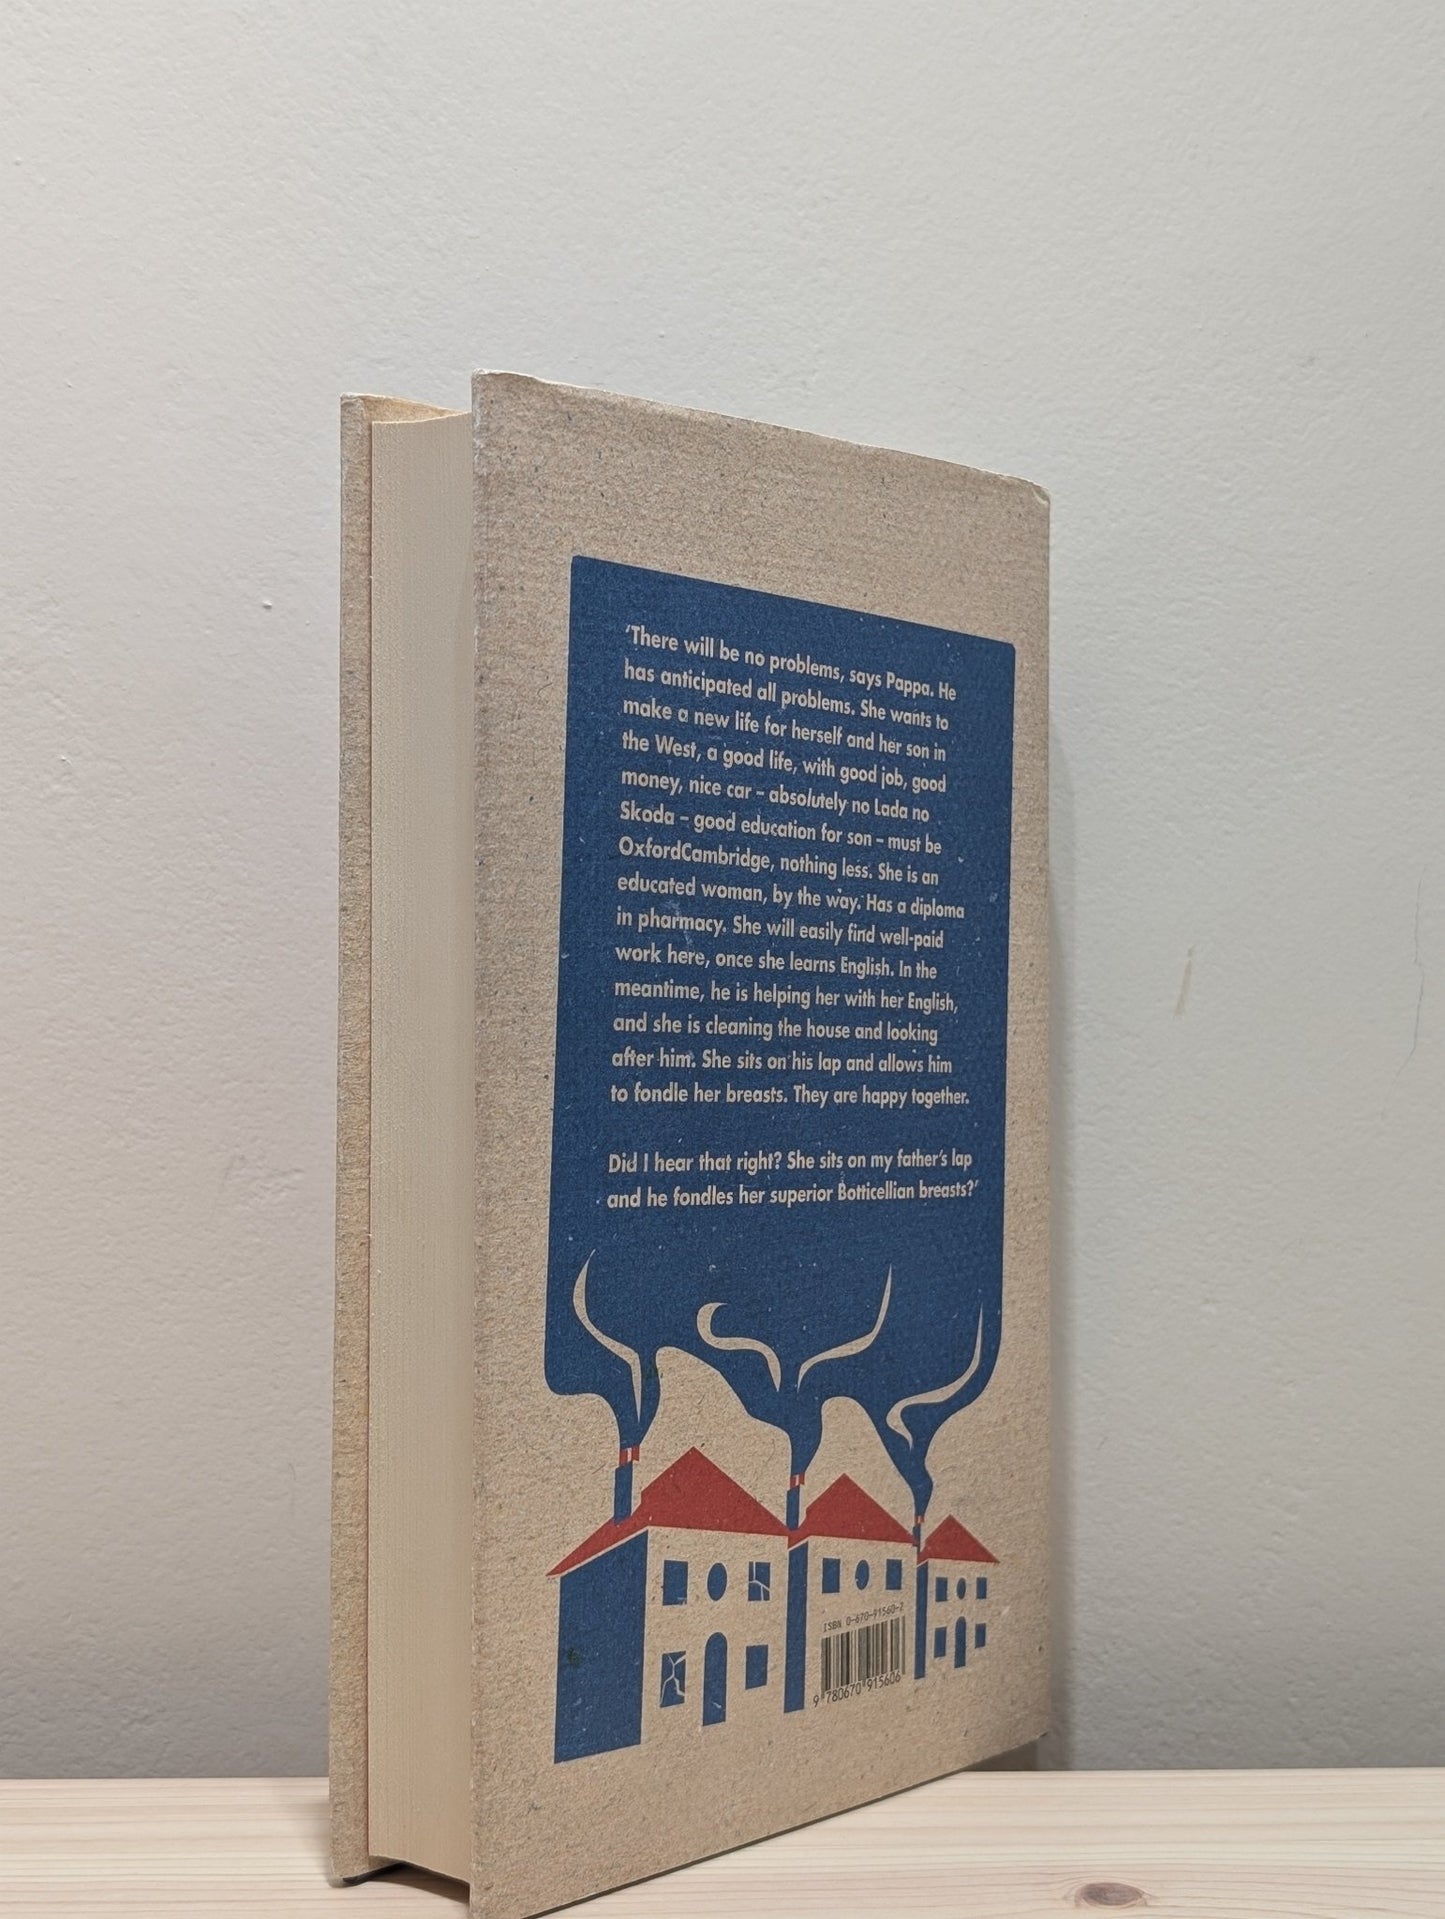 ‘There will be no problems, says Pappa. He
has anticipated all problems. She wants to
make a new life for herself and her son in
the West, a good life, with good job, good
money, nice car – absolutely no Lada no
Skoda – good education for son – must be
OxfordCambridge, nothing less. She is an
educated woman, by the way. Has a diploma
in pharmacy. She will easily find well-paid
work here, once she learns English. In the
meantime, he is helping her with her English,
and she is cleaning the house and looking
after him. She sits on his lap and allows him
to fondle her breasts. They are happy together.
Did I hear that right? She sits on my father’s lap
and he fondles her superior Botticellian breasts?’
ISBN 0-670-91560-2
9 780670 915606